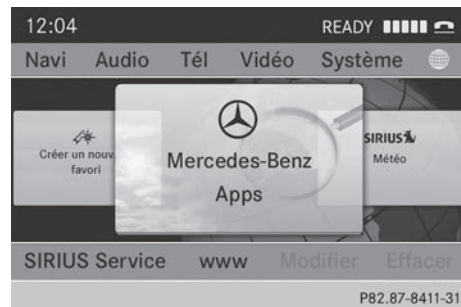 12:04 READY
Navi Audio Tél Vidéo Système
Créer un nouv
favori
Mercedes-Benz
Apps
SIRIUS
Météo
SIRIUS Service www Modifier Effacer
P82.87-8411-31